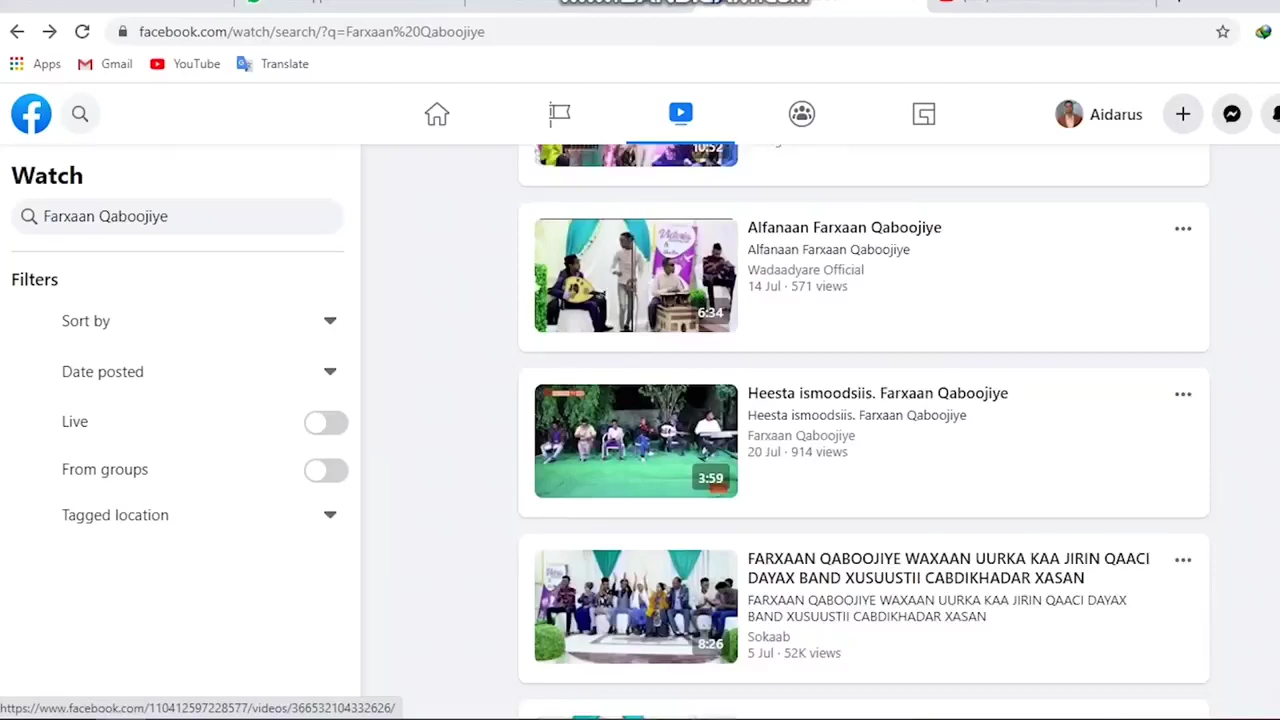 facebook.com/watch/search/?q=Farxaan%20Qaboojiye
Apps
Gmail
YouTube
Translate
Aidarus
Watch
Farxaan Qaboojiye
Filters
Sort by
Date posted
Live
From groups
Tagged location
10:52
6:34
Alfanaan Farxaan Qaboojiye
Alfanaan Farxaan Qaboojiye
Wadaadyare Official
14 Jul · 571 views
3:59
Heesta ismoodsiis. Farxaan Qaboojiye
Heesta ismoodsiis. Farxaan Qaboojiye
Farxaan Qaboojiye
20 Jul · 914 views
8:26
FARXAAN QABOOJIYE WAXAAN UURKA KAA JIRIN QAACI
DAYAX BAND XUSUUSTII CABDIKHADAR XASAN
FARXAAN QABOOJIYE WAXAAN UURKA KAA JIRIN QAACI DAYAX
BAND XUSUUSTII CABDIKHADAR XASAN
Sokaab
5 Jul · 52K views
https://www.facebook.com/110412597228577/videos/366532104332626/